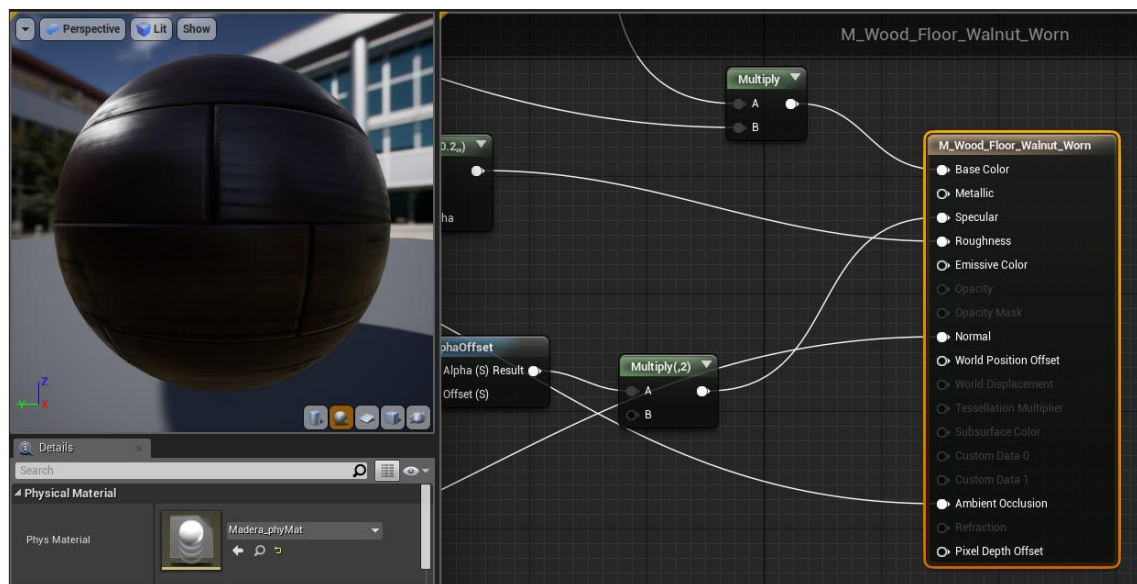 Perspective
Lit
Show
Z
Y
X
Details
Search
Physical Material
Phys Material
Madera_phyMat
M_Wood_Floor_Walnut_Worn
Multiply
A
B
0.2,,)
ha
phaOffset
Alpha (S) Result
Offset (S)
Multiply(,2)
A
B
M_Wood_Floor_Walnut_Worn
Base Color
Metallic
Specular
Roughness
Emissive Color
Opacity
Opacity Mask
Normal
World Position Offset
World Displacement
Tessellation Multiplier
Subsurface Color
Custom Data 0
Custom Data 1
Ambient Occlusion
Refraction
Pixel Depth Offset